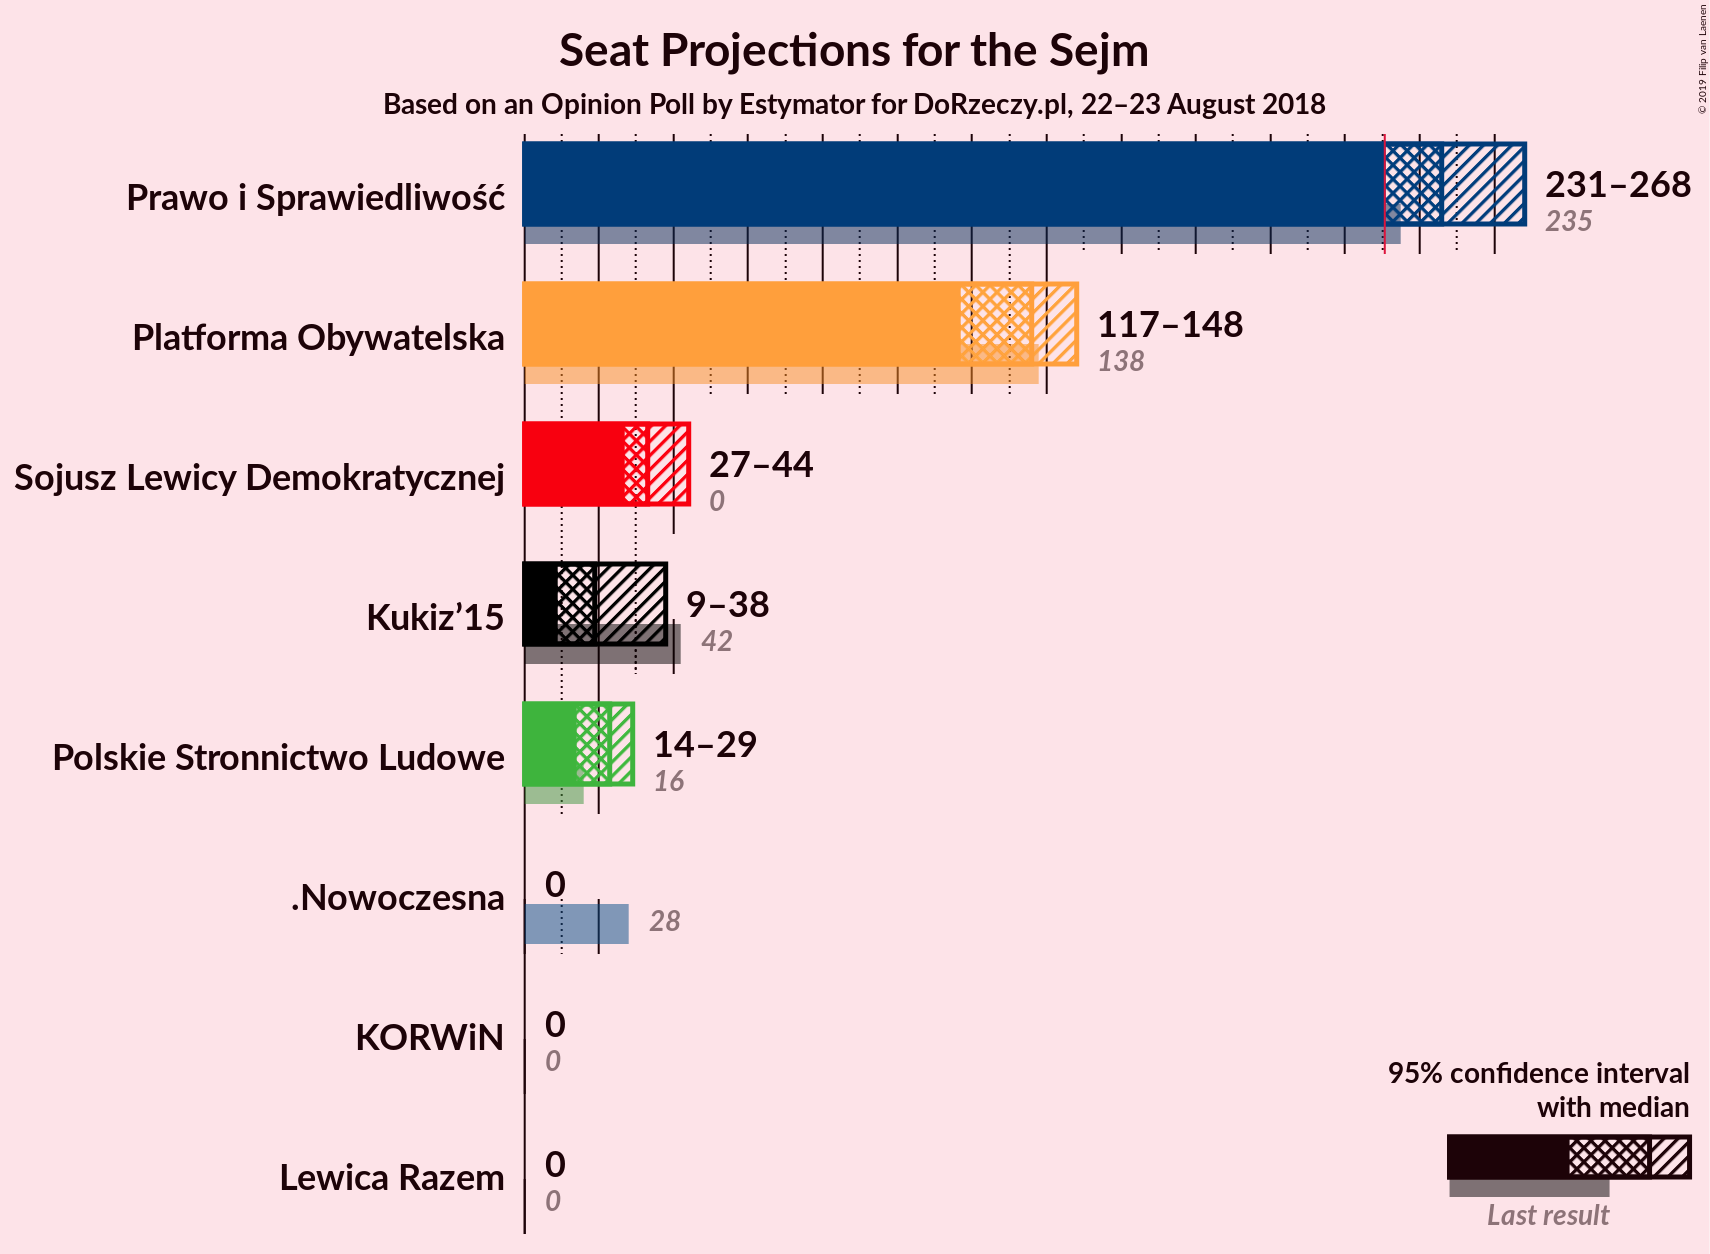 Seat Projections for the Sejm
Based on an Opinion Poll by Estymator for DoRzeczy.pl, 22–23 August 2018
© 2019 Filip van Laenen
Prawo i Sprawiedliwość
231–268
235
Platforma Obywatelska
117–148
138
Sojusz Lewicy Demokratycznej
27–44
0
Kukiz’15
9–38
42
Polskie Stronnictwo Ludowe
14–29
16
.Nowoczesna
0
28
KORWiN
0
0
Lewica Razem
0
0
95% confidence interval
with median
Last result